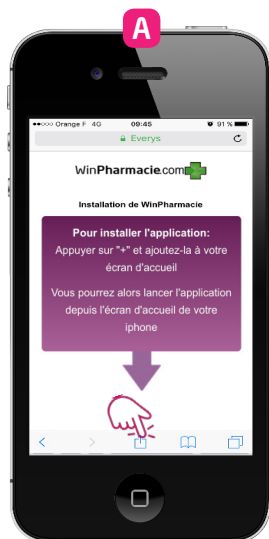 A
Orange F 4G 09:45 91 %
Everys
WinPharmacie.com
Installation de WinPharmacie
Pour installer l'application:
Appuyer sur "+" et ajoutez-la à votre
écran d'accueil
Vous pourrez alors lancer l'application
depuis l'écran d'accueil de votre
iphone